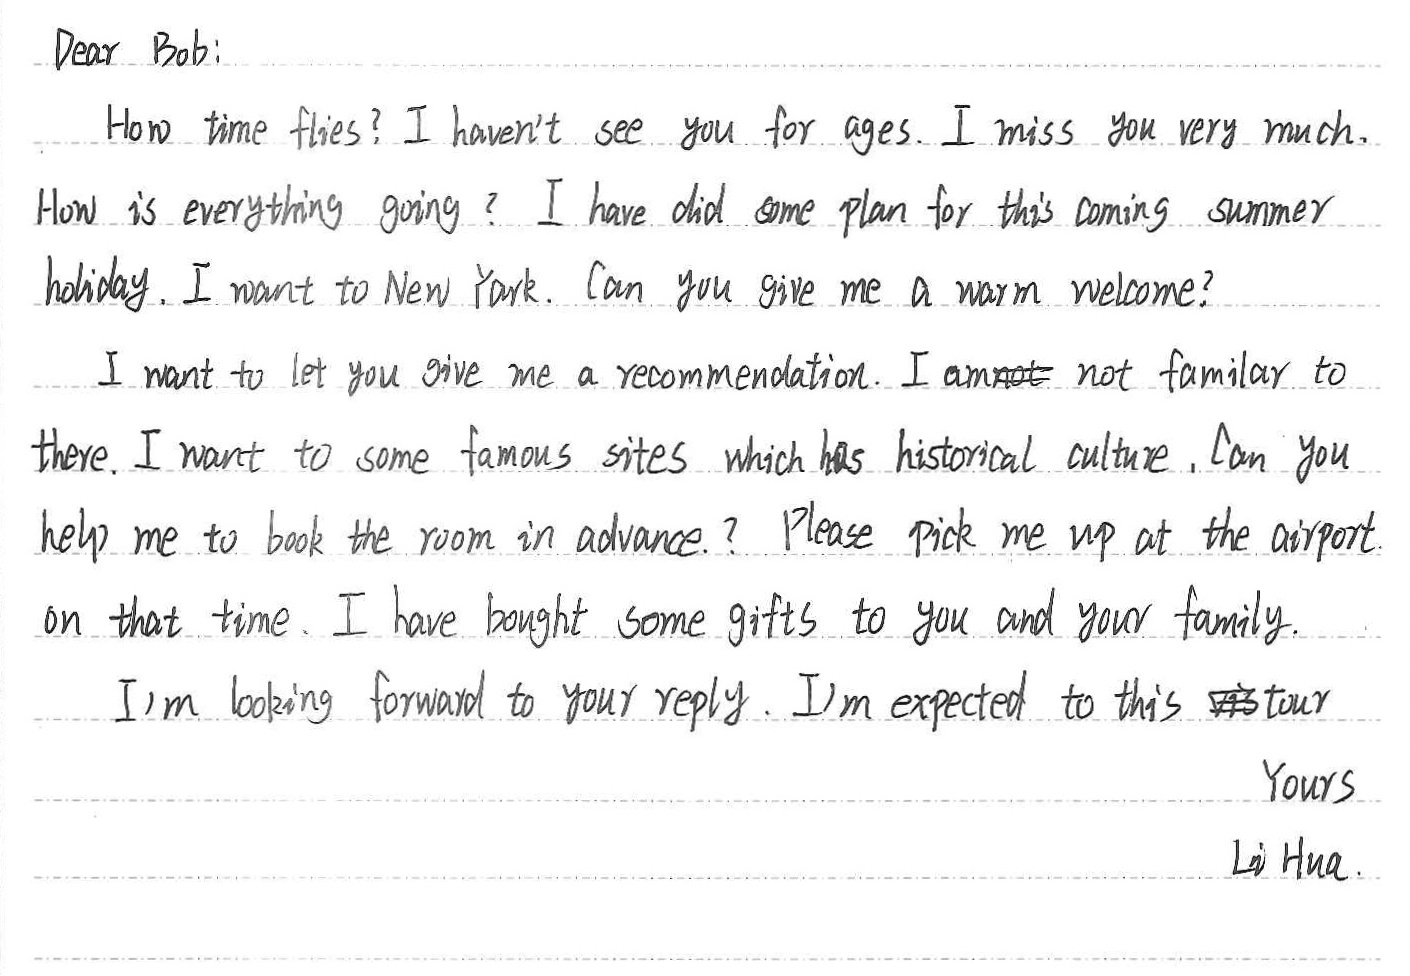 Dear Bob:
How time flies? I haven't see you for ages. I miss you very much.
How is everything going? I have did some plan for this coming summer
holiday. I want to New York. Can you give me a warm welcome?
I want to let you give me a recommendation. I am not familar to
there. I want to some famous sites which has historical culture. Can you
help me to book the room in advance.? Please pick me up at the airport
on that time. I have bought some gifts to you and your family.
I'm looking forward to your reply. I'm expected to this tour
Yours
Li Hua.